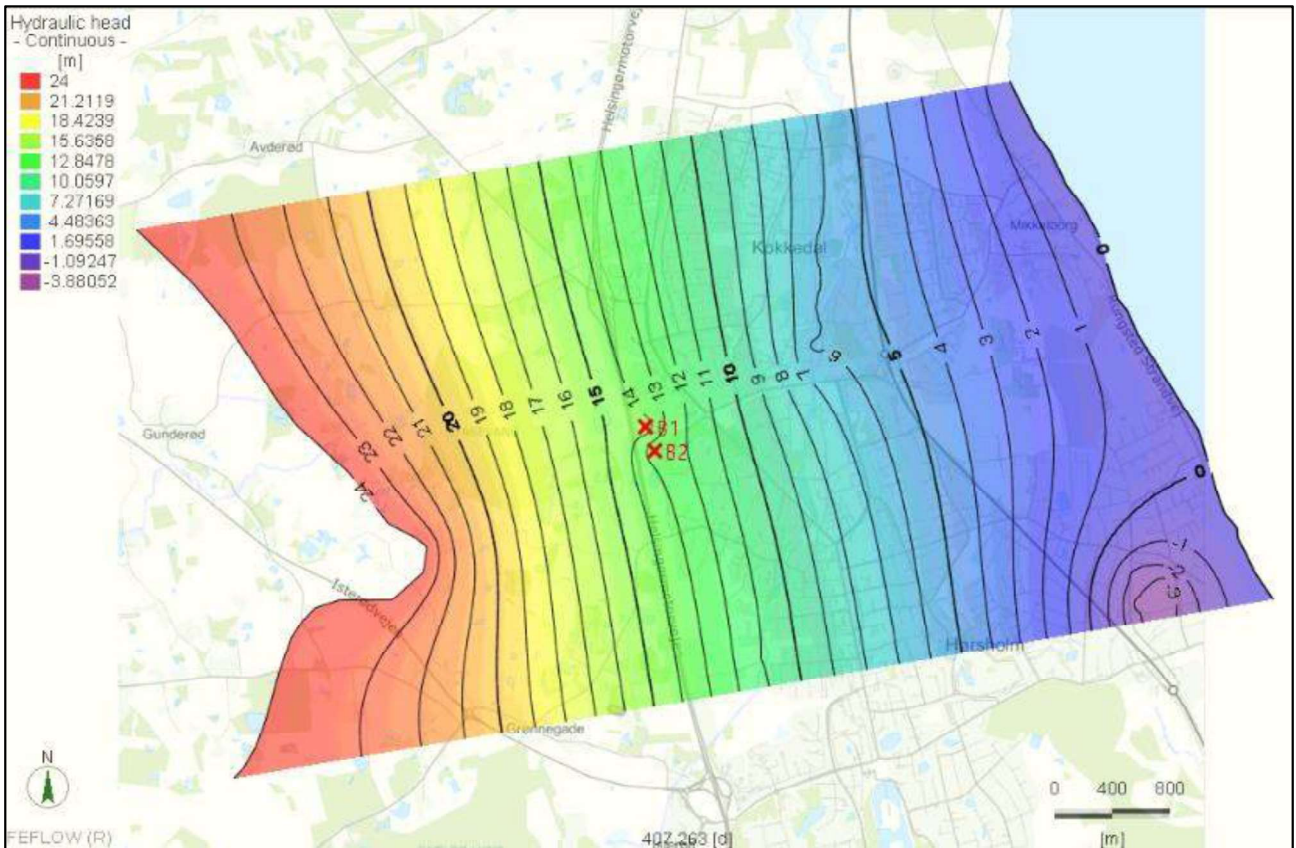 Hydraulic head
- Continuous -
[m]
24
21.2119
18.4239
15.6358
12.8478
10.0597
7.27169
4.48363
1.69558
-1.09247
-3.88052
Helsingørmotorvej
Avderød
Kokkedal
Mikkelborg
0
Rungsted Strandvej
24 23 22 21 20 19 18 17 16 15 14 13 12 11 10 9 8 7 6 5 4 3 2 1
Gunderød
B1
B2
0
-1
-2
-3
Isterødvejen
Hørsholm
Grønnegade
N
0 400 800
[m]
FEFLOW (R)
407.263 [d]